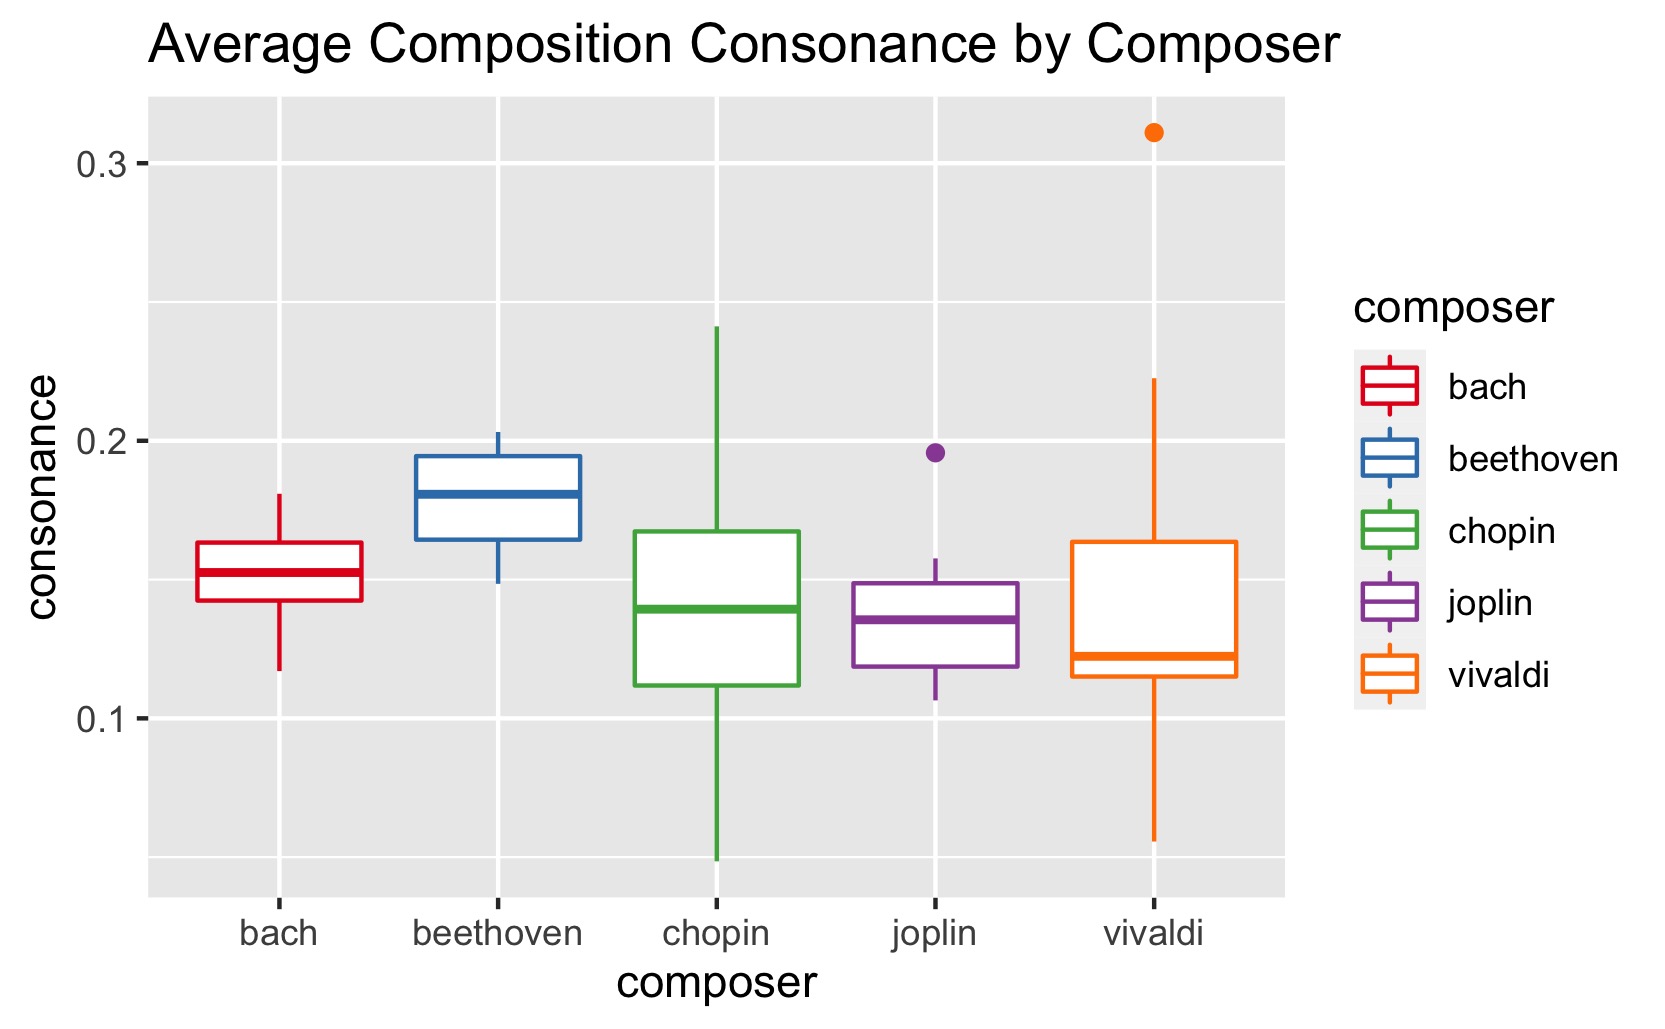 Average Composition Consonance by Composer
0.3
0.2
0.1
consonance
bach beethoven chopin joplin vivaldi
composer
composer
bach
beethoven
chopin
joplin
vivaldi